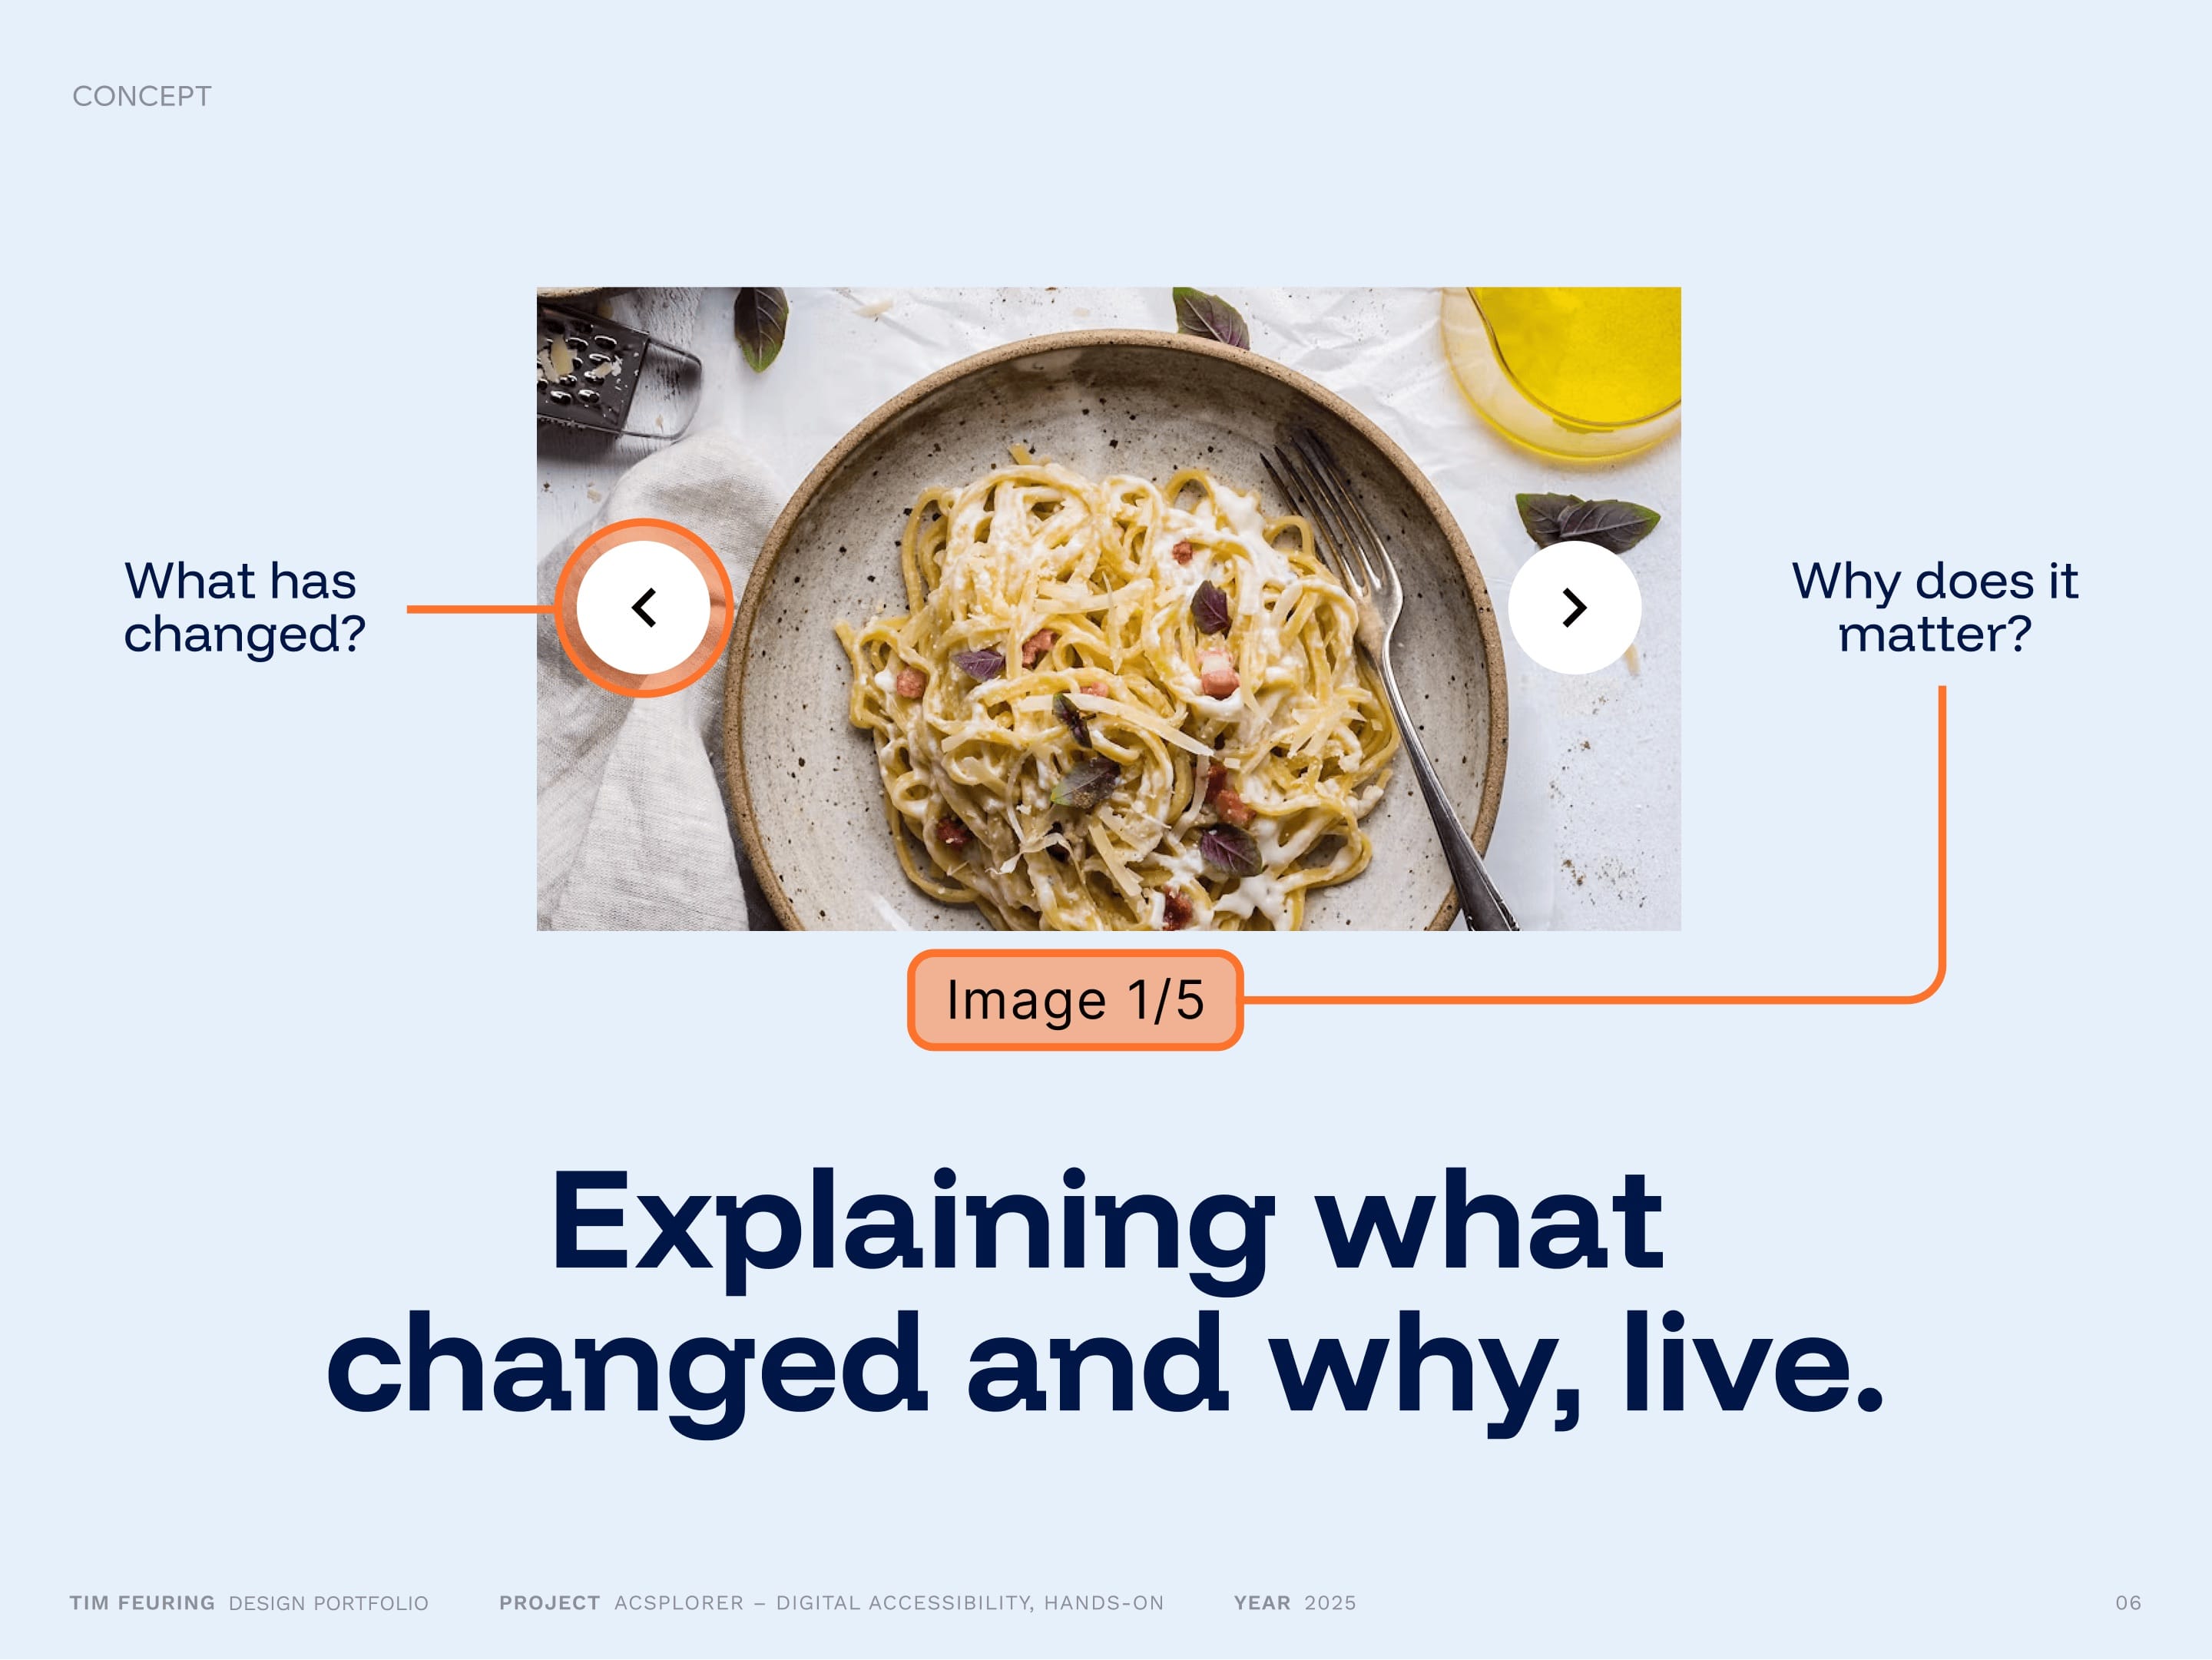 CONCEPT
What has
changed?
Why does it
matter?
Image 1/5
Explaining what
changed and why, live.
TIM FEURING DESIGN PORTFOLIO PROJECT ACSPLORER – DIGITAL ACCESSIBILITY, HANDS-ON YEAR 2025 06